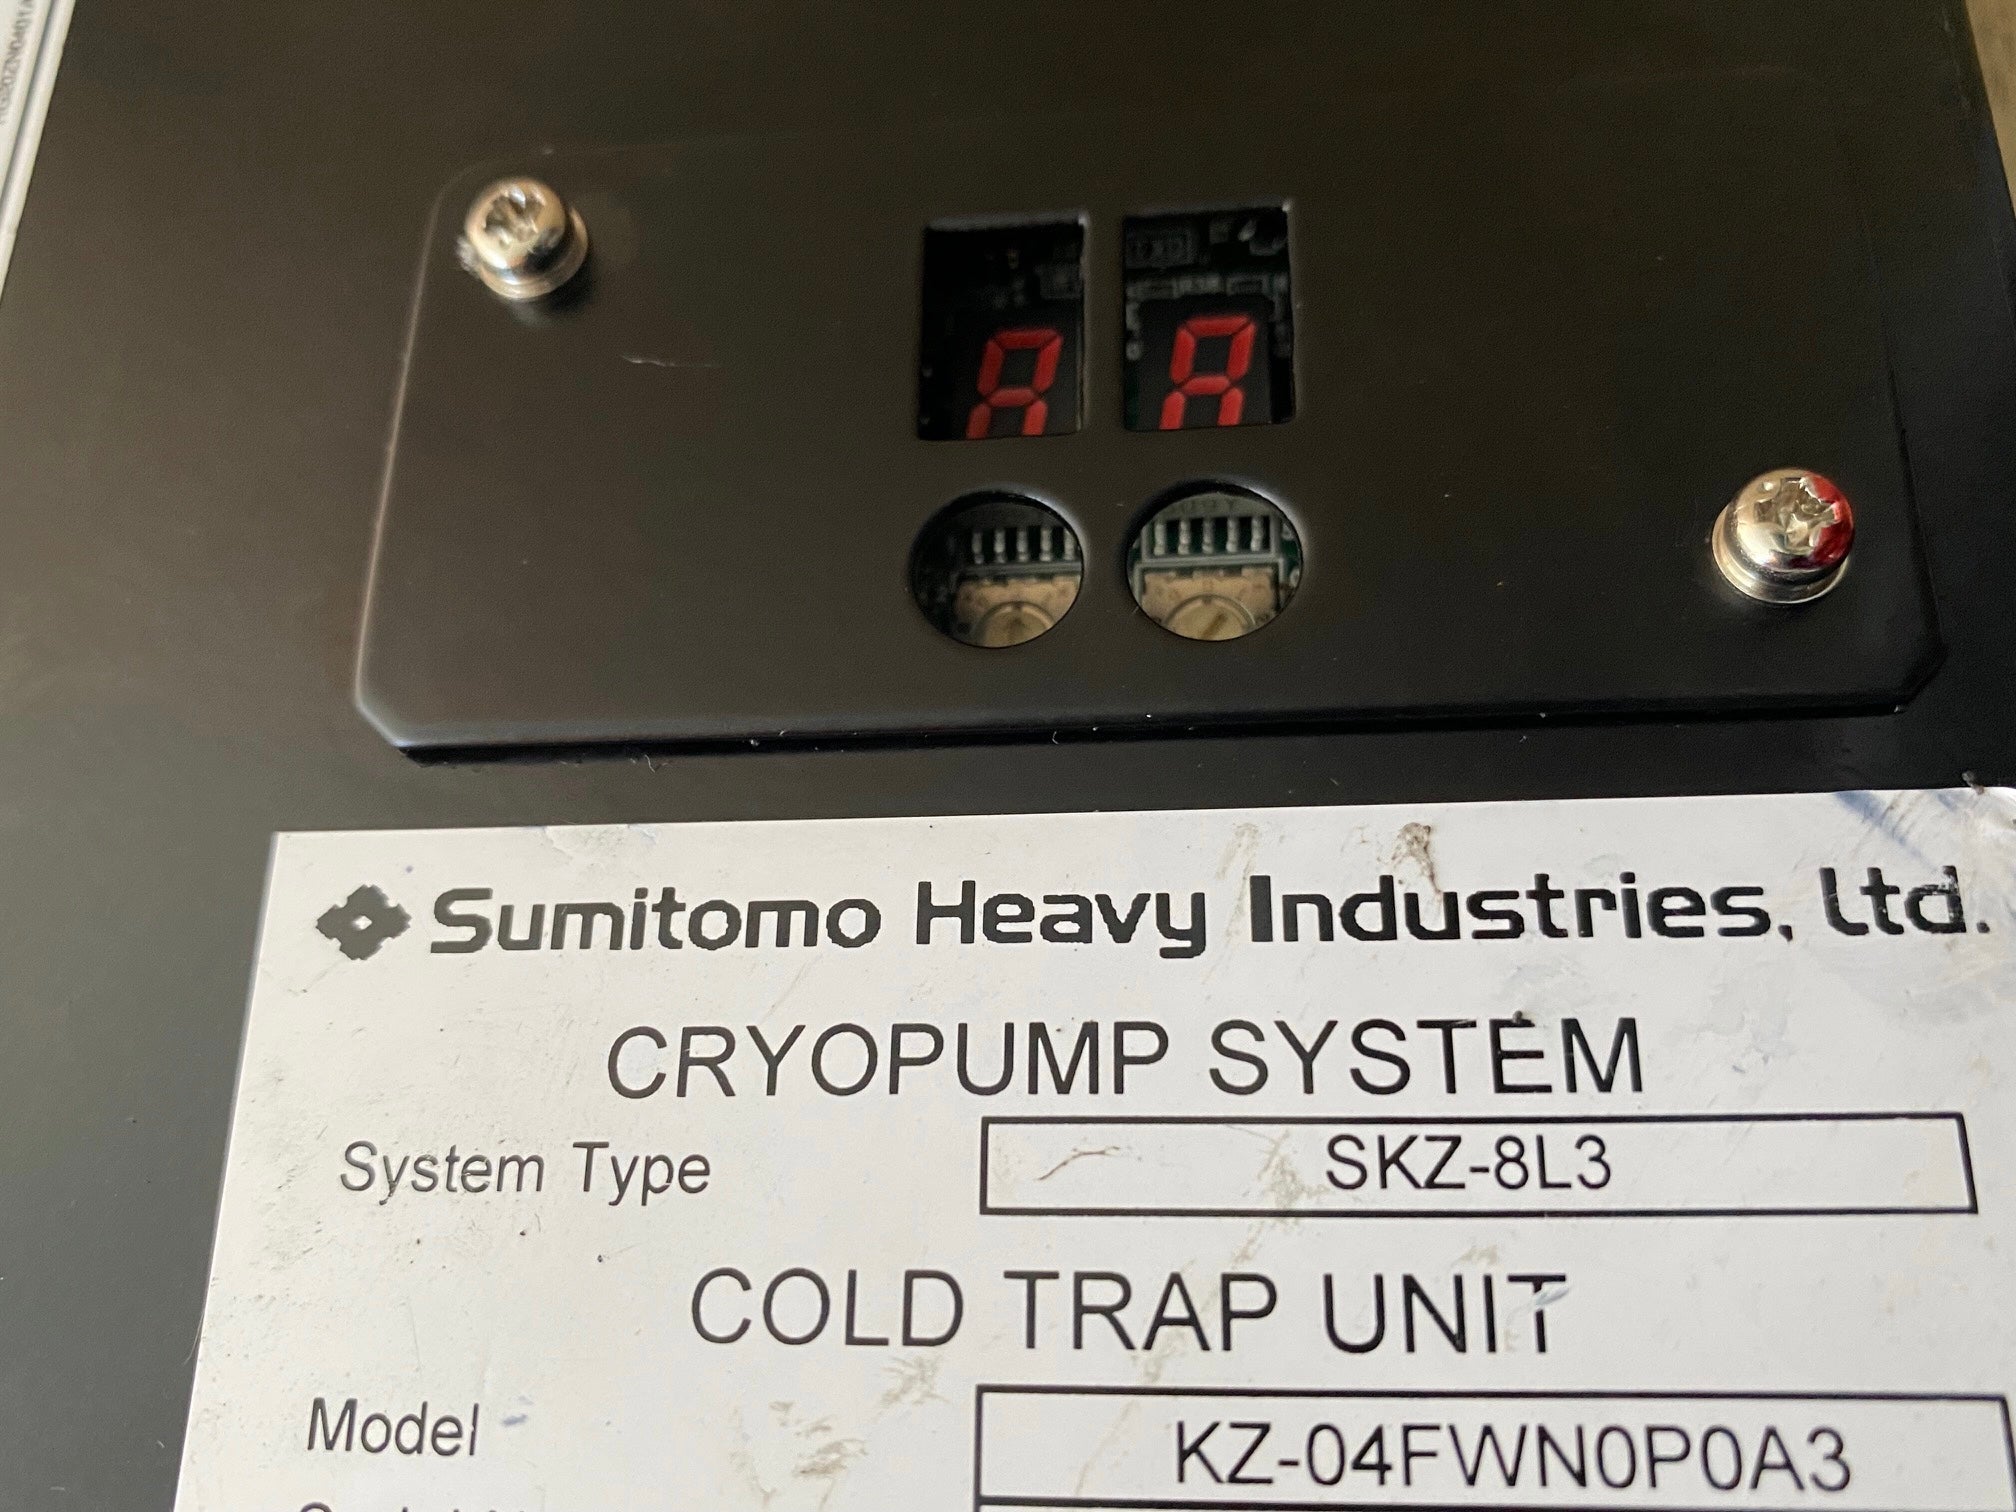 A A
Sumitomo Heavy Industries, Ltd.
CRYOPUMP SYSTEM
System Type SKZ-8L3
COLD TRAP UNIT
Model KZ-04FWN0P0A3